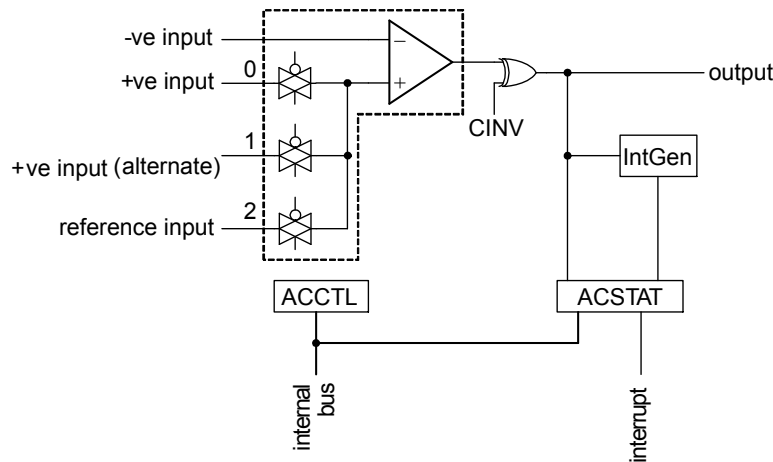 -ve input
+ve input
0
−
+
output
CINV
+ve input (alternate)
1
IntGen
reference input
2
ACCTL
ACSTAT
internal
bus
interrupt